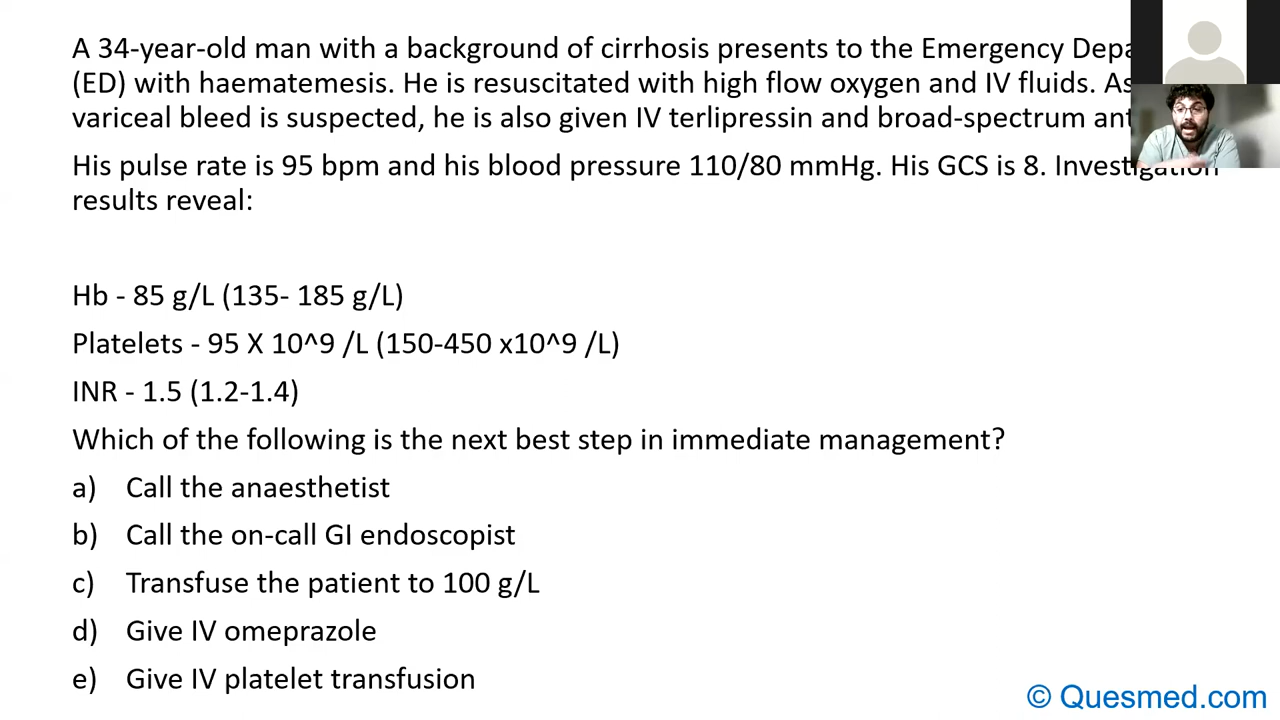 A 34-year-old man with a background of cirrhosis presents to the Emergency
(ED) with haematemesis. He is resuscitated with high flow oxygen and IV fluids. As
variceal bleed is suspected, he is also given IV terlipressin and broad-spectrum
His pulse rate is 95 bpm and his blood pressure 110/80 mmHg. His GCS is 8. Investigation
results reveal:
Hb - 85 g/L (135- 185 g/L)
Platelets - 95 X 10^9 /L (150-450 x10^9 /L)
INR - 1.5 (1.2-1.4)
Which of the following is the next best step in immediate management?
a) Call the anaesthetist
b) Call the on-call GI endoscopist
c) Transfuse the patient to 100 g/L
d) Give IV omeprazole
e) Give IV platelet transfusion
© Quesmed.com